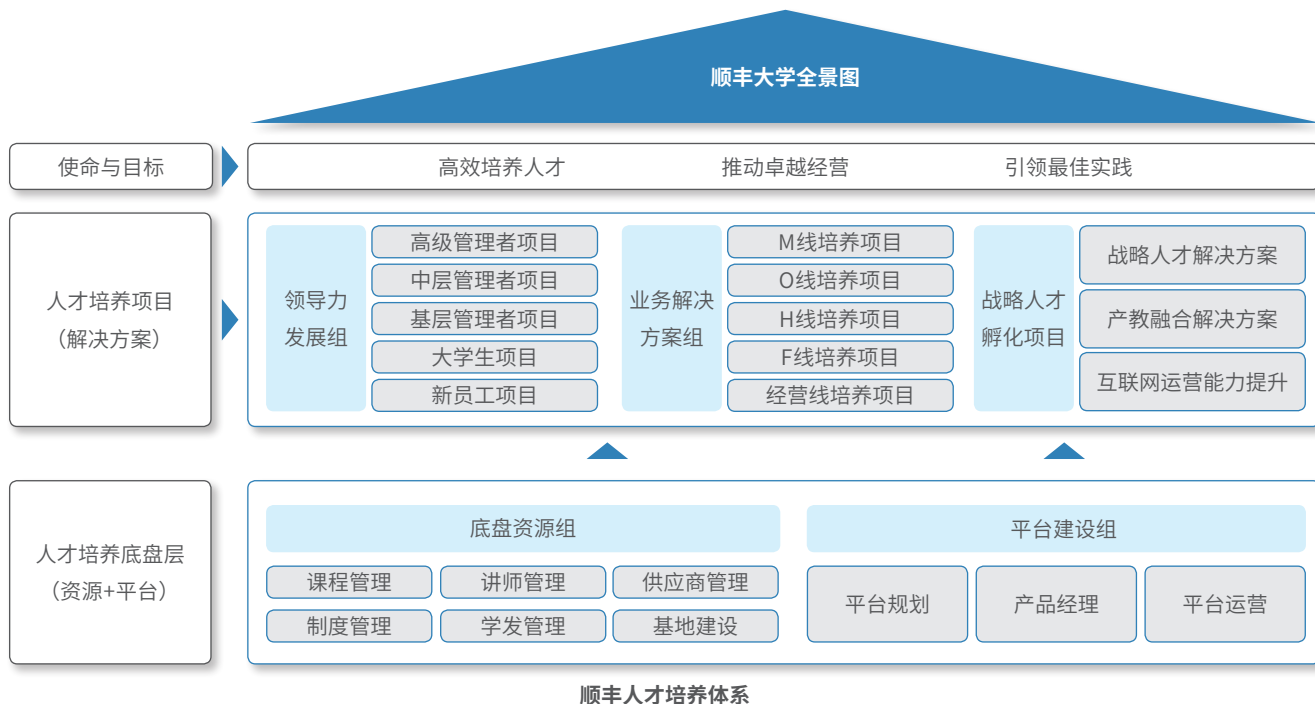 顺丰大学全景图
使命与目标
高效培养人才
推动卓越经营
引领最佳实践
人才培养项目
（解决方案）
领导力
发展组
高级管理者项目
中层管理者项目
基层管理者项目
大学生项目
新员工项目
业务解决
方案组
M线培养项目
O线培养项目
H线培养项目
F线培养项目
经营线培养项目
战略人才
孵化项目
战略人才解决方案
产教融合解决方案
互联网运营能力提升
人才培养底盘层
（资源+平台）
底盘资源组
课程管理
讲师管理
供应商管理
制度管理
学发管理
基地建设
平台建设组
平台规划
产品经理
平台运营
顺丰人才培养体系